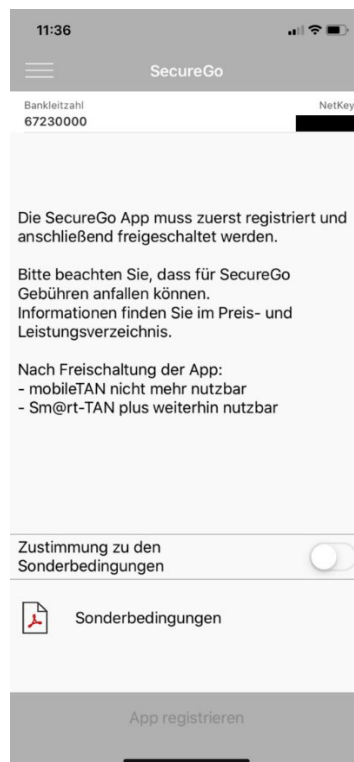 11:36
SecureGo
Bankleitzahl NetKey
67230000
Die SecureGo App muss zuerst registriert und
anschließend freigeschaltet werden.
Bitte beachten Sie, dass für SecureGo
Gebühren anfallen können.
Informationen finden Sie im Preis- und
Leistungsverzeichnis.
Nach Freischaltung der App:
- mobileTAN nicht mehr nutzbar
- Sm@rt-TAN plus weiterhin nutzbar
Zustimmung zu den
Sonderbedingungen
Sonderbedingungen
App registrieren